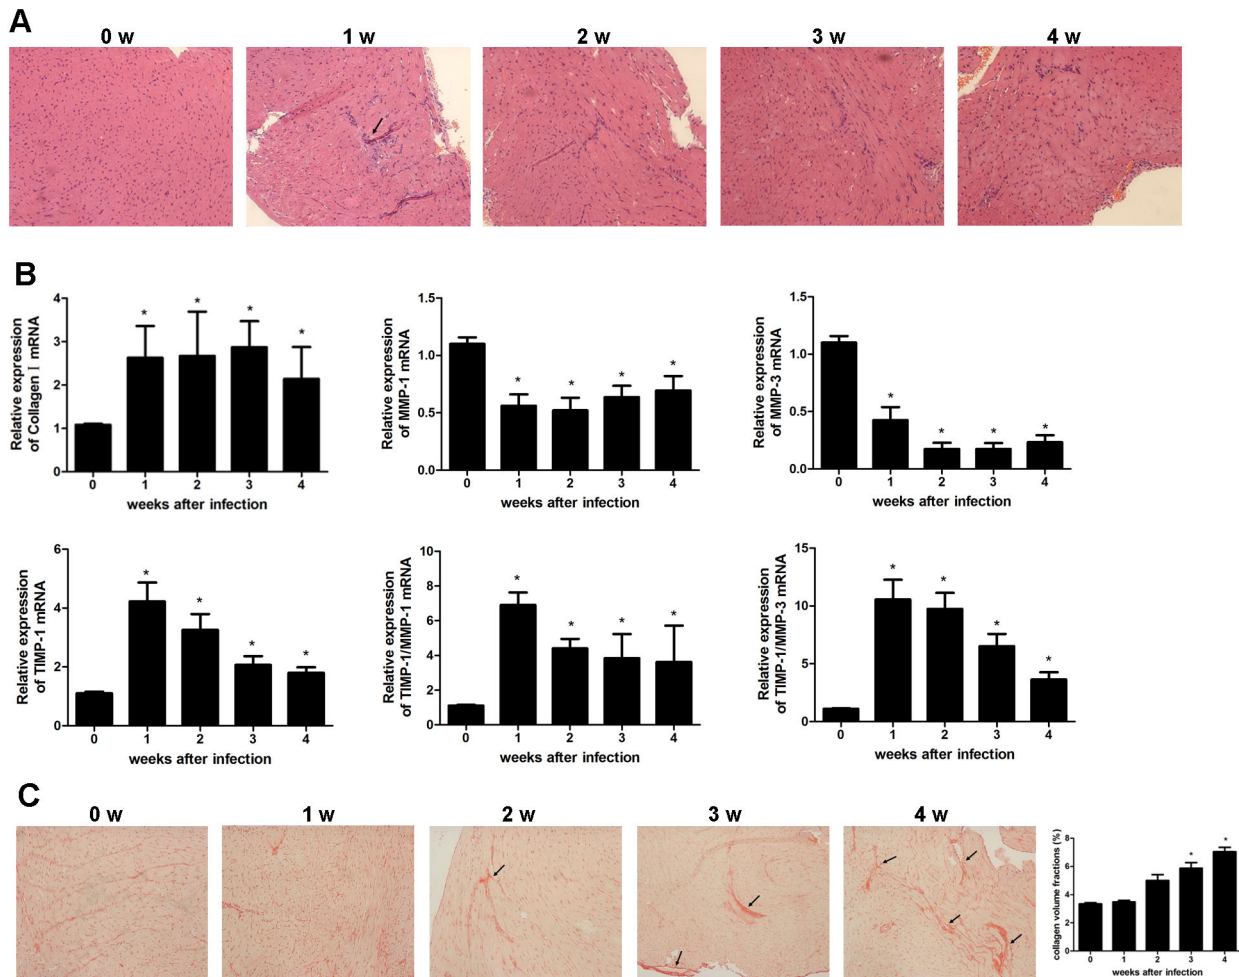 A
0 w 1 w 2 w 3 w 4 w
B
Relative expression
of Collagen Ⅰ mRNA
4
3
2
1
0
* * * *
0 1 2 3 4
weeks after infection
Relative expression
of MMP-1 mRNA
1.5
1.0
0.5
0.0
* * * *
0 1 2 3 4
weeks after infection
Relative expression
of MMP-3 mRNA
1.5
1.0
0.5
0.0
* * * *
0 1 2 3 4
weeks after infection
Relative expression
of TIMP-1 mRNA
6
4
2
0
* * * *
0 1 2 3 4
weeks after infection
Relative expression
of TIMP-1/MMP-1 mRNA
10
8
6
4
2
0
* * * *
0 1 2 3 4
weeks after infection
Relative expression
of TIMP-1/MMP-3 mRNA
15
10
5
0
* * * *
0 1 2 3 4
weeks after infection
C
0 w 1 w 2 w 3 w 4 w
collagen volume fractions (%)
8
6
4
2
0
* *
0 1 2 3 4
weeks after infection